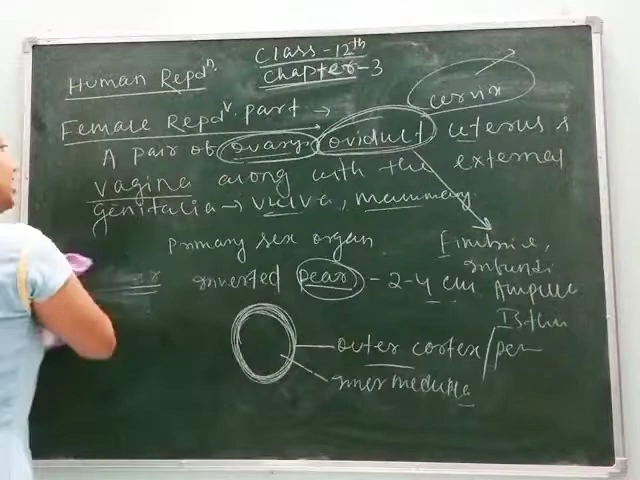 Class-12th
Chapter-3
Human Repdn.
cervix
Female Repdv. part →
A pair of ovary, oviduct uterus &
vagina along with the external
genitalia → vulva, mammary
Primary sex organ
Fimbriae,
Infundi
inverted pear - 2-4 cm
Ampulla
Isthm
outer cortex/
inner medulla